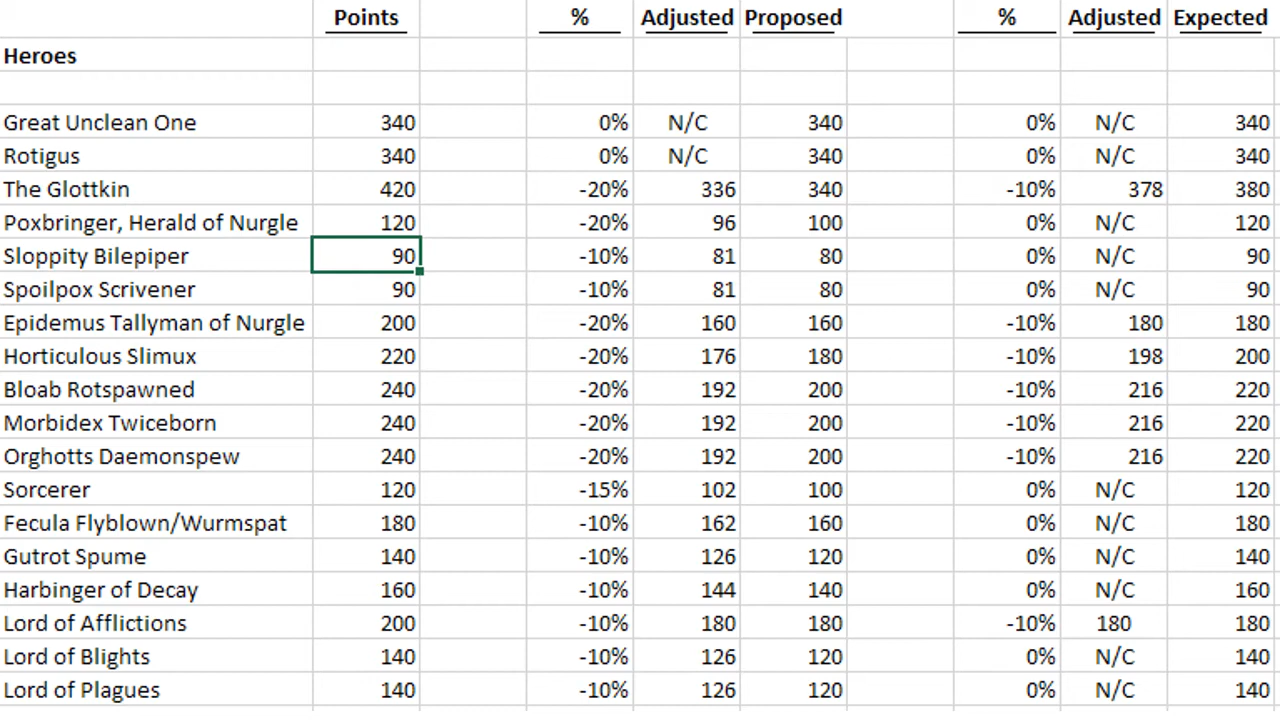 Points % Adjusted Proposed % Adjusted Expected
Heroes
Great Unclean One 340 0% N/C 340 0% N/C 340
Rotigus 340 0% N/C 340 0% N/C 340
The Glottkin 420 -20% 336 340 -10% 378 380
Poxbringer, Herald of Nurgle 120 -20% 96 100 0% N/C 120
Sloppity Bilepiper 90 -10% 81 80 0% N/C 90
Spoilpox Scrivener 90 -10% 81 80 0% N/C 90
Epidemus Tallyman of Nurgle 200 -20% 160 160 -10% 180 180
Horticulous Slimux 220 -20% 176 180 -10% 198 200
Bloab Rotspawned 240 -20% 192 200 -10% 216 220
Morbidex Twiceborn 240 -20% 192 200 -10% 216 220
Orghotts Daemonspew 240 -20% 192 200 -10% 216 220
Sorcerer 120 -15% 102 100 0% N/C 120
Fecula Flyblown/Wurmspat 180 -10% 162 160 0% N/C 180
Gutrot Spume 140 -10% 126 120 0% N/C 140
Harbinger of Decay 160 -10% 144 140 0% N/C 160
Lord of Afflictions 200 -10% 180 180 -10% 180 180
Lord of Blights 140 -10% 126 120 0% N/C 140
Lord of Plagues 140 -10% 126 120 0% N/C 140